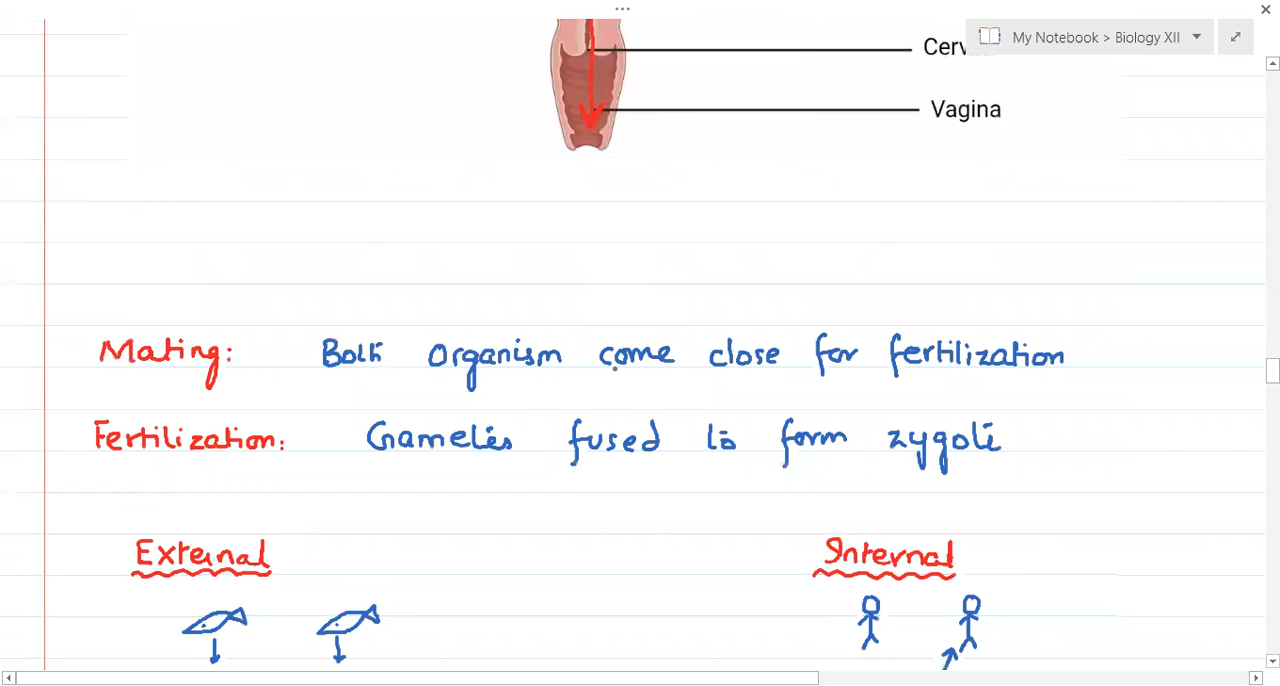 My Notebook > Biology XII
Vagina
Mating: Both Organism come close for fertilization
Fertilization: Gametes fused to form zygote
External Internal